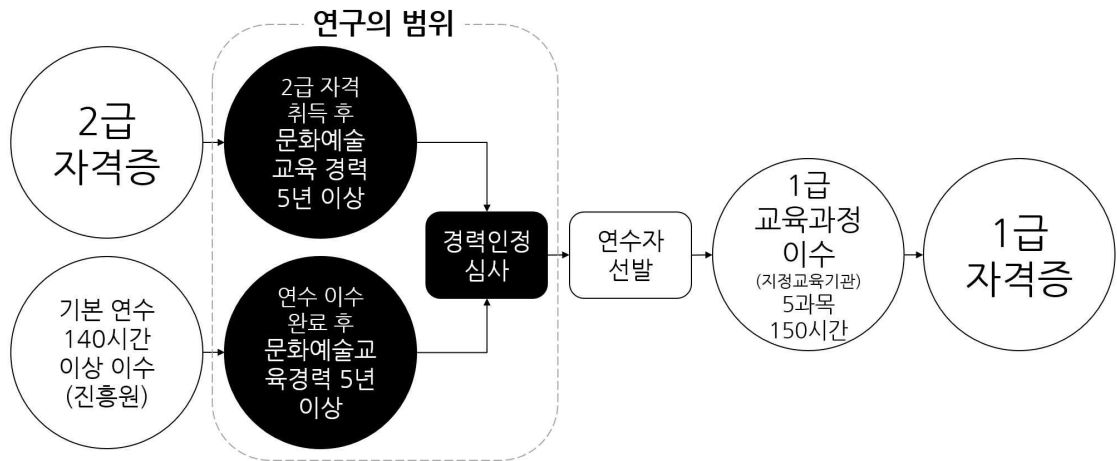 연구의 범위
2급
자격증
2급 자격
취득 후
문화예술
교육 경력
5년 이상
기본 연수
140시간
이상 이수
(진흥원)
연수 이수
완료 후
문화예술교
육경력 5년
이상
경력인정
심사
연수자
선발
1급
교육과정
이수
(지정교육기관)
5과목
150시간
1급
자격증